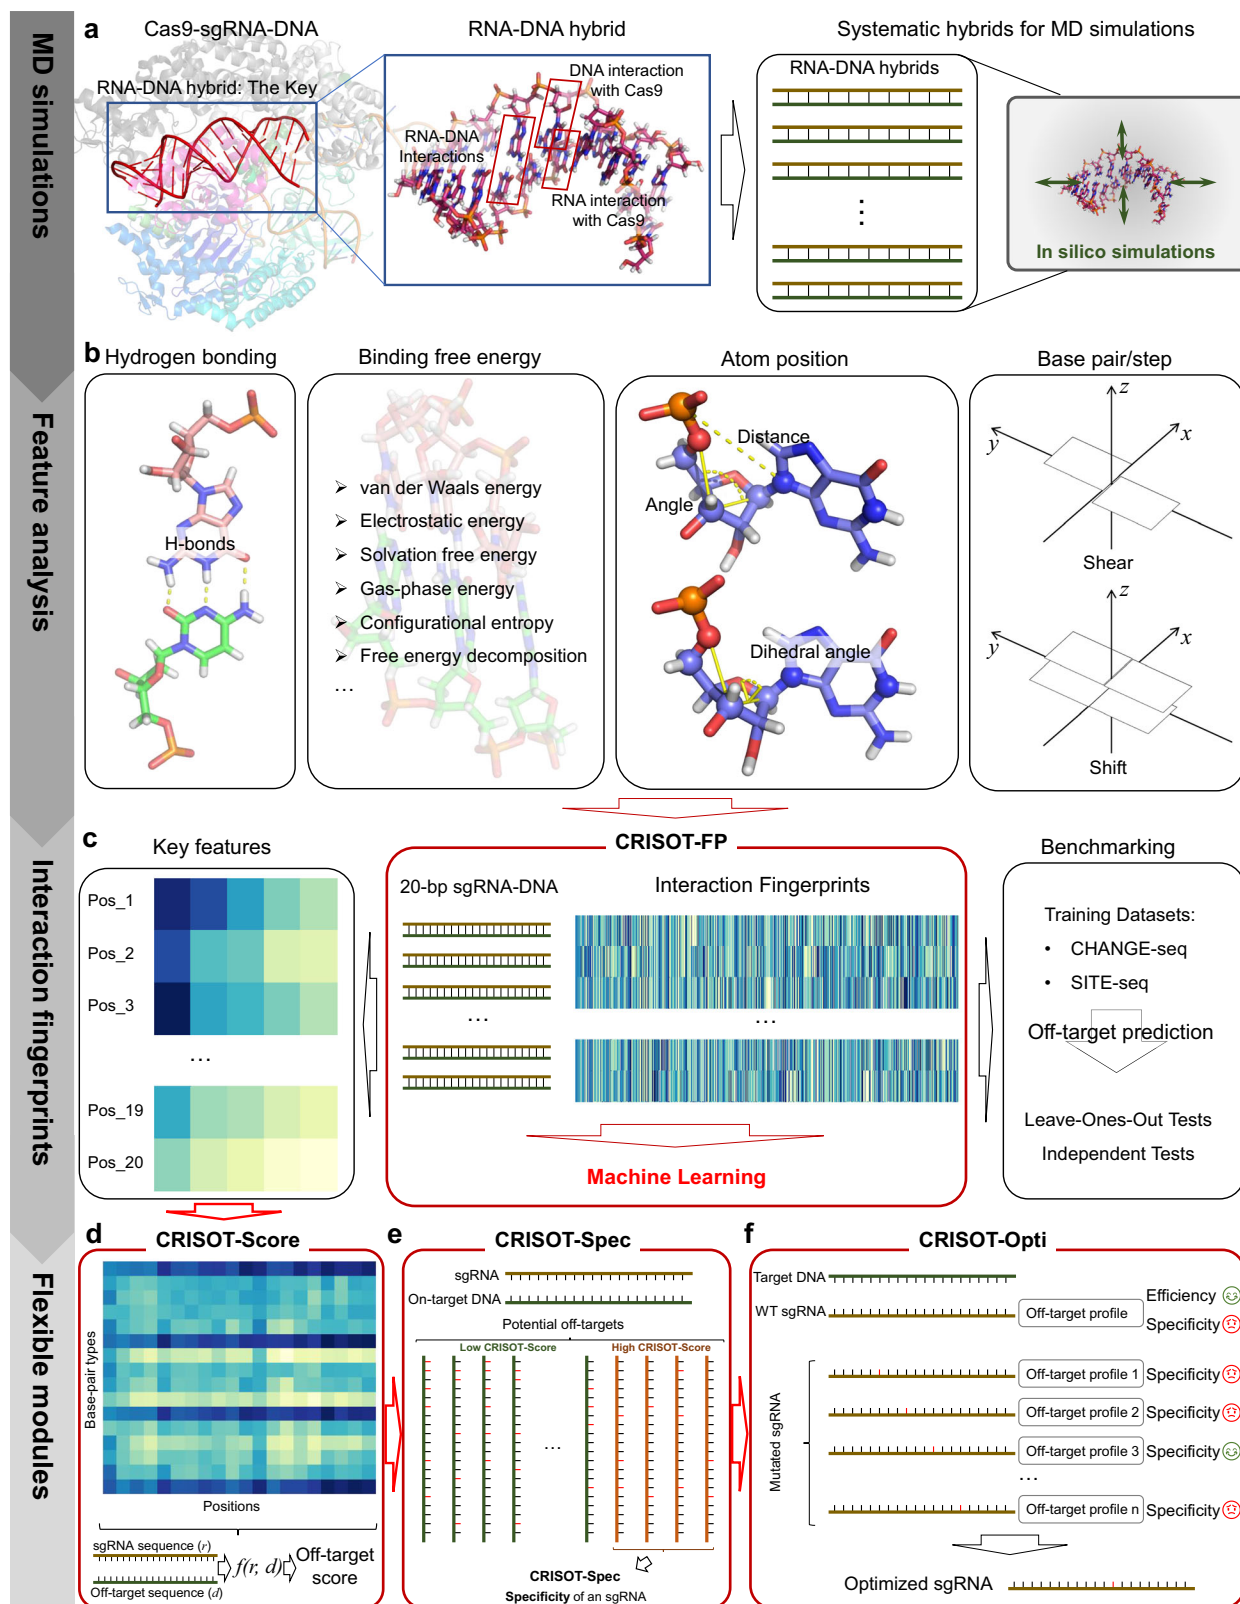 MD simulations
Feature analysis
Interaction fingerprints
Flexible modules
a
Cas9-sgRNA-DNA
RNA-DNA hybrid
Systematic hybrids for MD simulations
RNA-DNA hybrid: The Key
DNA interaction
with Cas9
RNA-DNA
Interactions
RNA interaction
with Cas9
RNA-DNA hybrids
⋮
In silico simulations
b
Hydrogen bonding
Binding free energy
Atom position
Base pair/step
H-bonds
➢ van der Waals energy
➢ Electrostatic energy
➢ Solvation free energy
➢ Gas-phase energy
➢ Configurational entropy
➢ Free energy decomposition
...
Distance
Angle
Dihedral angle
z
y
x
Shear
z
y
x
Shift
c
Key features
CRISOT-FP
Benchmarking
Pos_1
Pos_2
Pos_3
...
Pos_19
Pos_20
20-bp sgRNA-DNA
Interaction Fingerprints
...
...
Machine Learning
Training Datasets:
• CHANGE-seq
• SITE-seq
Off-target prediction
Leave-Ones-Out Tests
Independent Tests
d
CRISOT-Score
Base-pair types
Positions
sgRNA sequence (r)
Off-target sequence (d)
f(r, d)
Off-target
score
e
CRISOT-Spec
sgRNA
On-target DNA
Potential off-targets
Low CRISOT-Score
High CRISOT-Score
...
CRISOT-Spec
Specificity of an sgRNA
f
CRISOT-Opti
Target DNA
WT sgRNA
Off-target profile
Efficiency
Specificity
Mutated sgRNA
Off-target profile 1
Specificity
Off-target profile 2
Specificity
Off-target profile 3
Specificity
...
Off-target profile n
Specificity
Optimized sgRNA